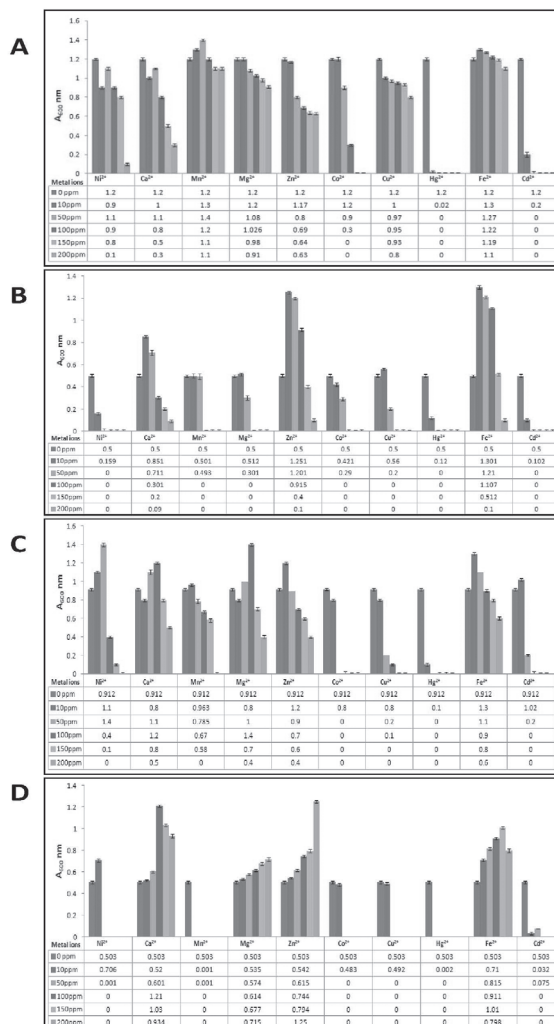 A
1.6
1.4
1.2
1
0.8
0.6
0.4
0.2
0
A₆₀₀ nm
Metal ions Ni²⁺ Ca²⁺ Mn²⁺ Mg²⁺ Zn²⁺ Co²⁺ Cu²⁺ Hg²⁺ Fe²⁺ Cd²⁺
0 ppm 1.2 1.2 1.2 1.2 1.2 1.2 1.2 1.2 1.2 1.2
10ppm 0.9 1 1.3 1.2 1.17 1.2 1 0.02 1.3 0.2
50ppm 1.1 1.1 1.4 1.08 0.8 0.9 0.97 0 1.27 0
100ppm 0.9 0.8 1.2 1.026 0.69 0.3 0.95 0 1.22 0
150ppm 0.8 0.5 1.1 0.98 0.64 0 0.93 0 1.19 0
200ppm 0.1 0.3 1.1 0.91 0.63 0 0.8 0 1.1 0
B
1.4
1.2
1
0.8
0.6
0.4
0.2
0
A₆₀₀ nm
Metal ions Ni²⁺ Ca²⁺ Mn²⁺ Mg²⁺ Zn²⁺ Co²⁺ Cu²⁺ Hg²⁺ Fe²⁺ Cd²⁺
0 ppm 0.5 0.5 0.5 0.5 0.5 0.5 0.5 0.5 0.5 0.5
10ppm 0.159 0.851 0.501 0.512 1.251 0.421 0.56 0.12 1.301 0.102
50ppm 0 0.711 0.493 0.301 1.201 0.29 0.2 0 1.21 0
100ppm 0 0.301 0 0 0.915 0 0 0 1.107 0
150ppm 0 0.2 0 0 0.4 0 0 0 0.512 0
200ppm 0 0.09 0 0 0.1 0 0 0 0.1 0
C
1.6
1.4
1.2
1
0.8
0.6
0.4
0.2
0
A₆₀₀ nm
Metal ions Ni²⁺ Ca²⁺ Mn²⁺ Mg²⁺ Zn²⁺ Co²⁺ Cu²⁺ Hg²⁺ Fe²⁺ Cd²⁺
0 ppm 0.912 0.912 0.912 0.912 0.912 0.912 0.912 0.912 0.912 0.912
10ppm 1.1 0.8 0.963 0.8 1.2 0.8 0.8 0.1 1.3 1.02
50ppm 1.4 1.1 0.785 1 0.9 0 0.2 0 1.1 0.2
100ppm 0.4 1.2 0.67 1.4 0.7 0 0.1 0 0.9 0
150ppm 0.1 0.8 0.58 0.7 0.6 0 0 0 0.8 0
200ppm 0 0.5 0 0.4 0.4 0 0 0 0.6 0
D
1.4
1.2
1
0.8
0.6
0.4
0.2
0
A₆₀₀ nm
Metal ions Ni²⁺ Ca²⁺ Mn²⁺ Mg²⁺ Zn²⁺ Co²⁺ Cu²⁺ Hg²⁺ Fe²⁺ Cd²⁺
0 ppm 0.503 0.503 0.503 0.503 0.503 0.503 0.503 0.503 0.503 0.503
10ppm 0.706 0.52 0.001 0.535 0.542 0.483 0.492 0.002 0.71 0.032
50ppm 0.001 0.601 0.001 0.574 0.615 0 0 0 0.815 0.075
100ppm 0 1.21 0 0.614 0.744 0 0 0 0.911 0
150ppm 0 1.03 0 0.677 0.794 0 0 0 1.01 0
200ppm 0 0.934 0 0.715 1.25 0 0 0 0.798 0